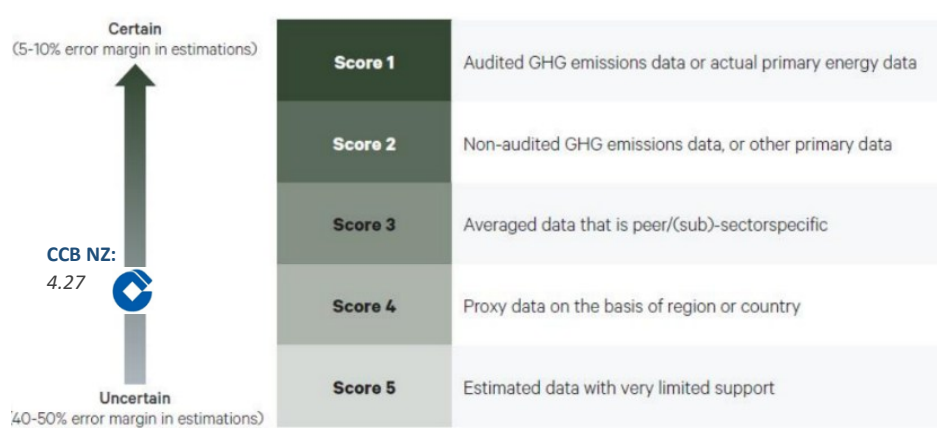 Certain
(5-10% error margin in estimations)
Score 1
Audited GHG emissions data or actual primary energy data
Score 2
Non-audited GHG emissions data, or other primary data
Score 3
Averaged data that is peer/(sub)-sectorspecific
CCB NZ:
4.27
Score 4
Proxy data on the basis of region or country
Score 5
Estimated data with very limited support
Uncertain
(40-50% error margin in estimations)